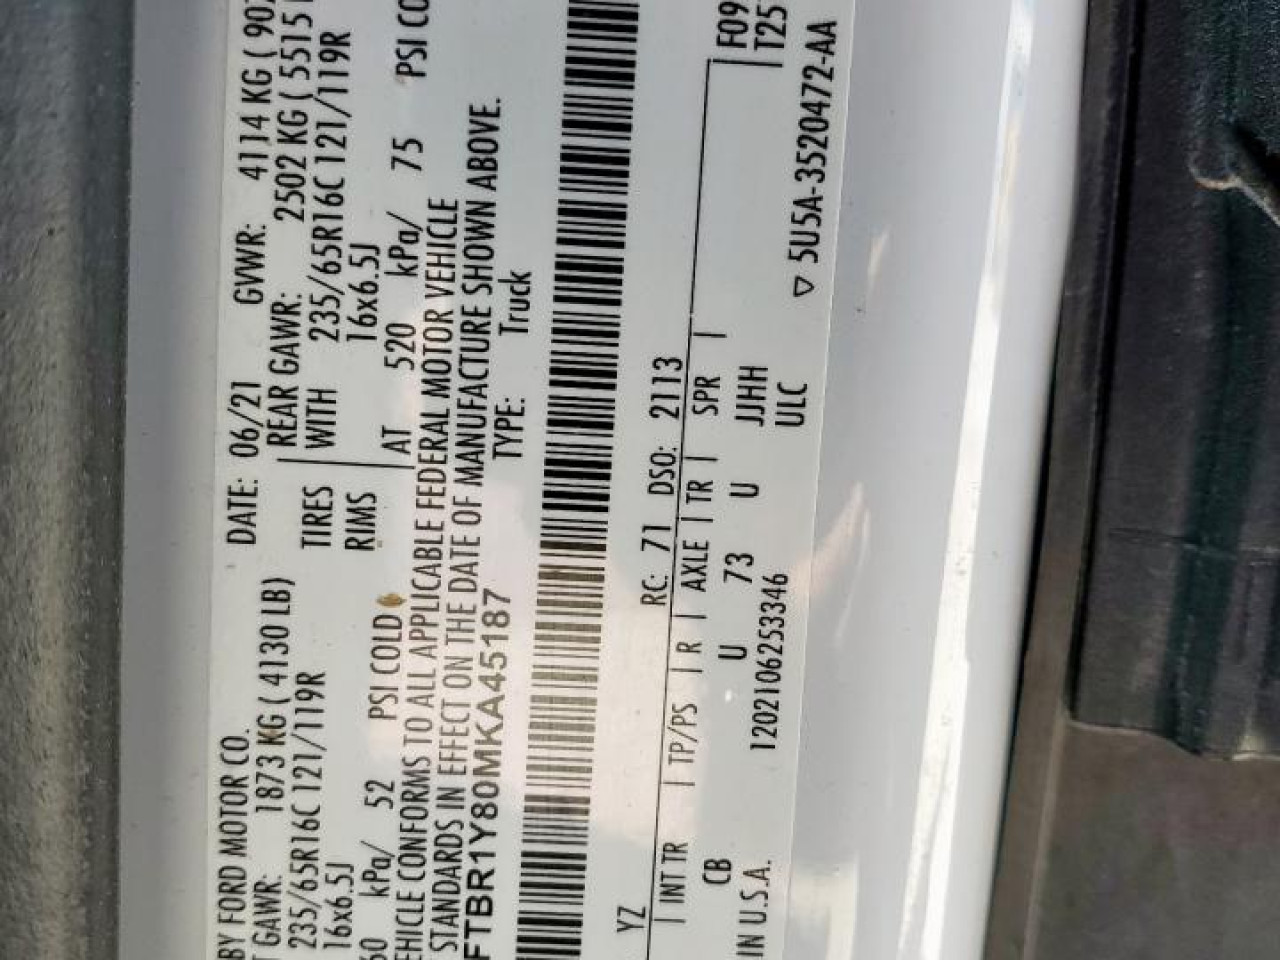 BY FORD MOTOR CO. DATE: 06/21 GVWR: 4114 KG ( 907
T GAWR: 1873 KG ( 4130 LB) REAR GAWR: 2502 KG ( 5515
235/65R16C 121/119R TIRES WITH 235/65R16C 121/119R
16x6.5J RIMS 16x6.5J
60 kPa/ 52 PSI COLD AT 520 kPa/ 75 PSI CO
EHICLE CONFORMS TO ALL APPLICABLE FEDERAL MOTOR VEHICLE
STANDARDS IN EFFECT ON THE DATE OF MANUFACTURE SHOWN ABOVE.
FTBR1Y80MKA45187 TYPE: Truck
YZ RC: 71 DSO: 2113
INT TR TP/PS R AXLE TR SPR F09
CB U 73 U JJHH T25
IN U.S.A. 1202106253346 ULC
▽ 5U5A-3520472-AA